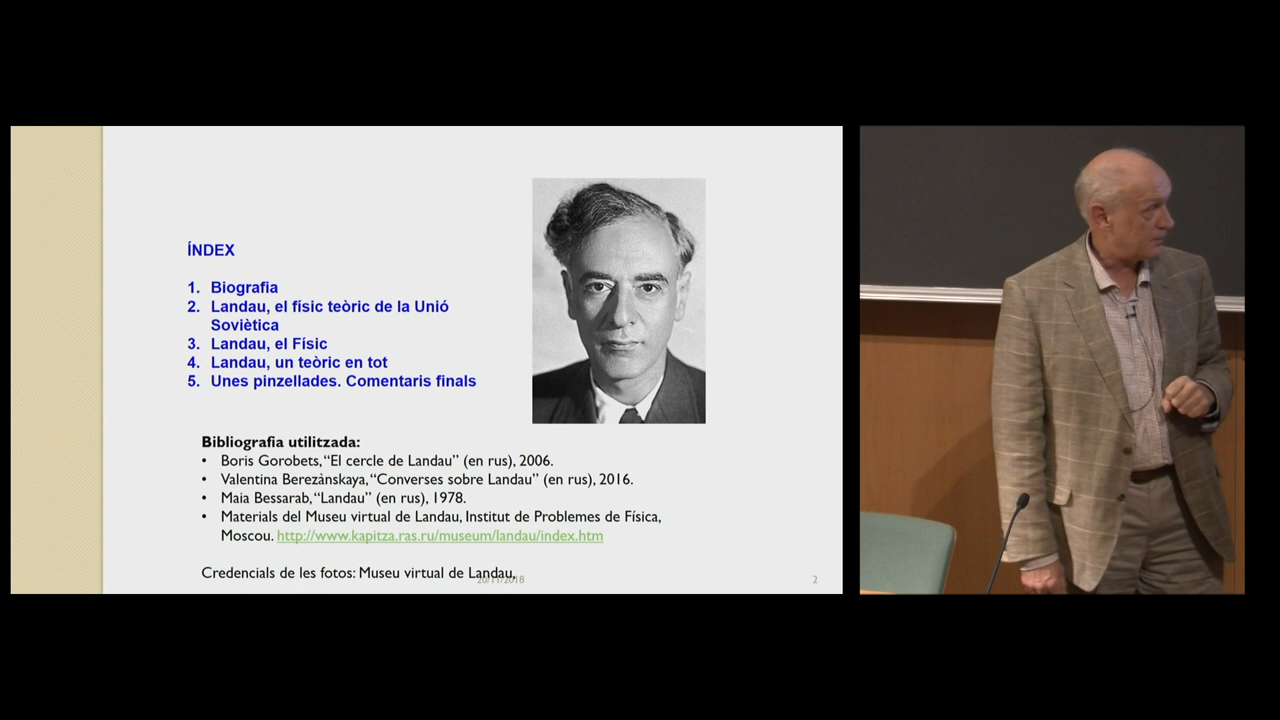 ÍNDEX
1. Biografia
2. Landau, el físic teòric de la Unió
Soviètica
3. Landau, el Físic
4. Landau, un teòric en tot
5. Unes pinzellades. Comentaris finals
Bibliografia utilitzada:
• Boris Gorobets, “El cercle de Landau” (en rus), 2006.
• Valentina Berezànskaya, “Converses sobre Landau” (en rus), 2016.
• Maia Bessarab, “Landau” (en rus), 1978.
• Materials del Museu virtual de Landau, Institut de Problemes de Física,
Moscou. http://www.kapitza.ras.ru/museum/landau/index.htm
Credencials de les fotos: Museu virtual de Landau,
20/11/2018
2